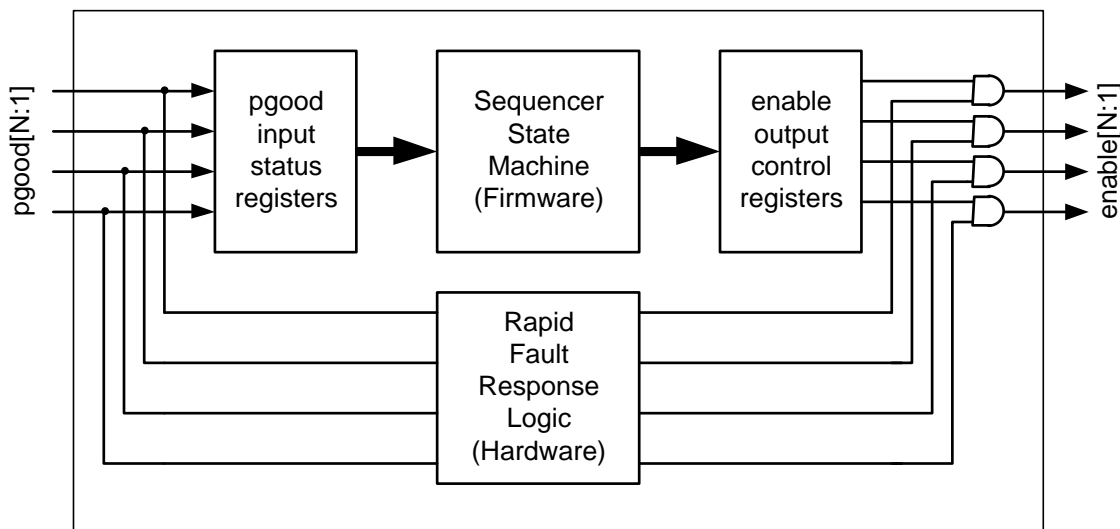 pgood[N:1]
pgood
input
status
registers
Sequencer
State
Machine
(Firmware)
enable
output
control
registers
enable[N:1]
Rapid
Fault
Response
Logic
(Hardware)